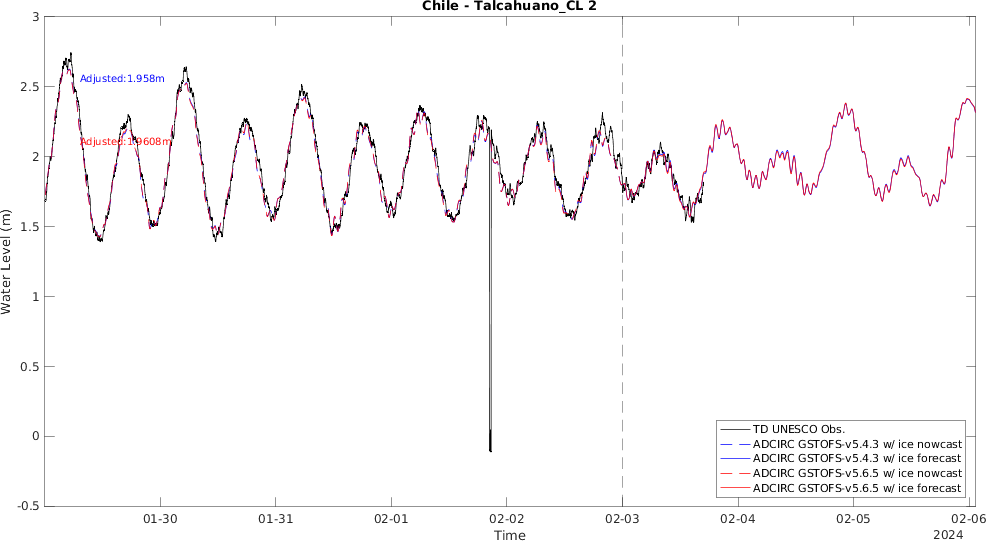 Chile - Talcahuano_CL 2
3
2.5
2
1.5
1
0.5
0
-0.5
Water Level (m)
Adjusted:1.958m
Adjusted:1.9608m
TD UNESCO Obs.
ADCIRC GSTOFS-v5.4.3 w/ ice nowcast
ADCIRC GSTOFS-v5.4.3 w/ ice forecast
ADCIRC GSTOFS-v5.6.5 w/ ice nowcast
ADCIRC GSTOFS-v5.6.5 w/ ice forecast
01-30
01-31
02-01
02-02
02-03
02-04
02-05
02-06
Time
2024